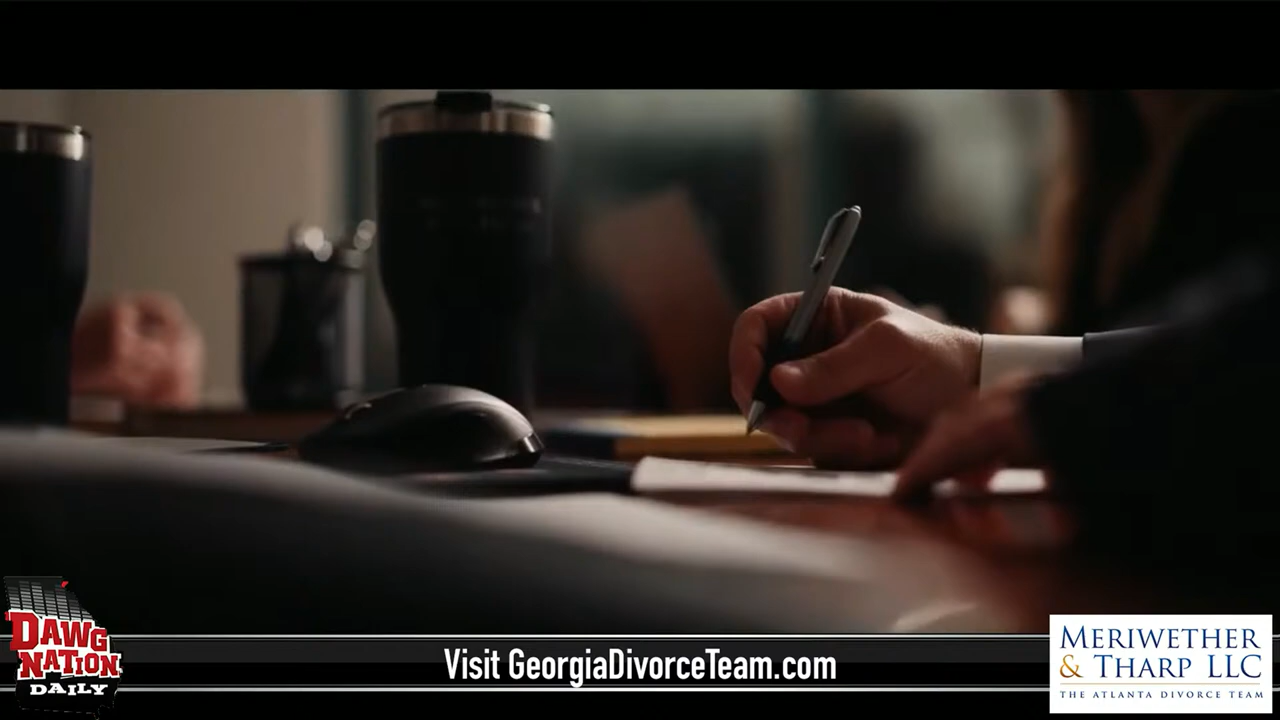 DAWG
NATION
DAILY
Visit GeorgiaDivorceTeam.com
MERIWETHER
& THARP LLC
THE ATLANTA DIVORCE TEAM